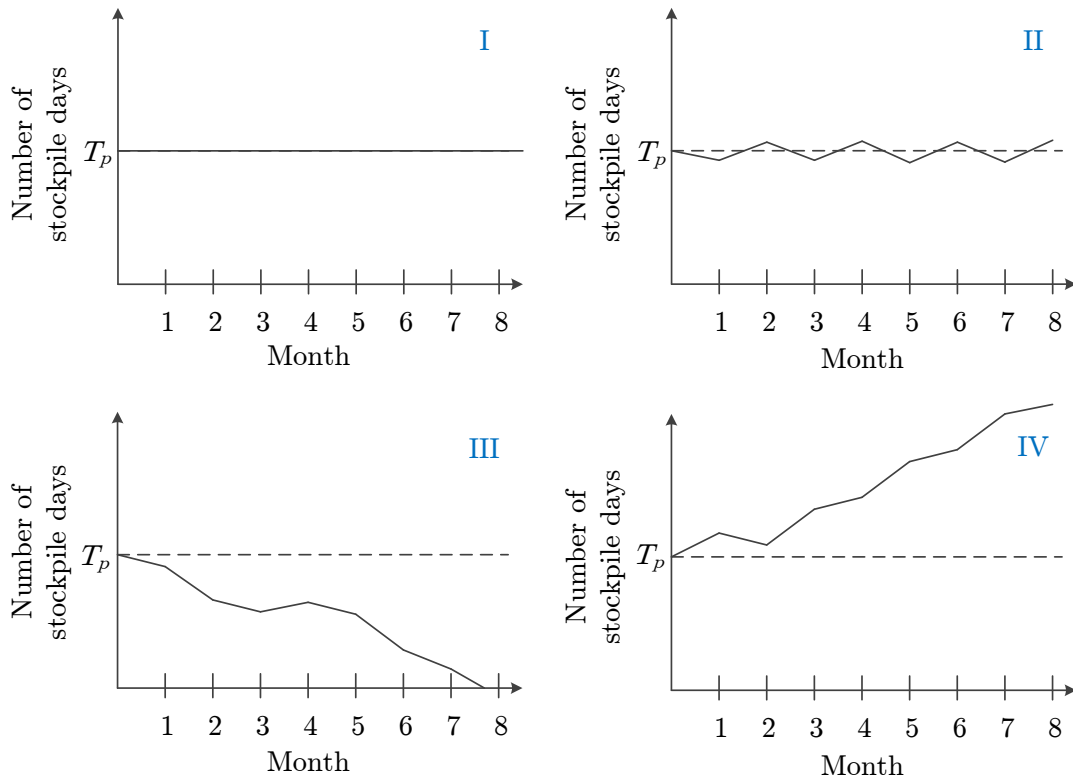 I
Number of
stockpile days
T_p
1 2 3 4 5 6 7 8
Month
II
Number of
stockpile days
T_p
1 2 3 4 5 6 7 8
Month
III
Number of
stockpile days
T_p
1 2 3 4 5 6 7 8
Month
IV
Number of
stockpile days
T_p
1 2 3 4 5 6 7 8
Month